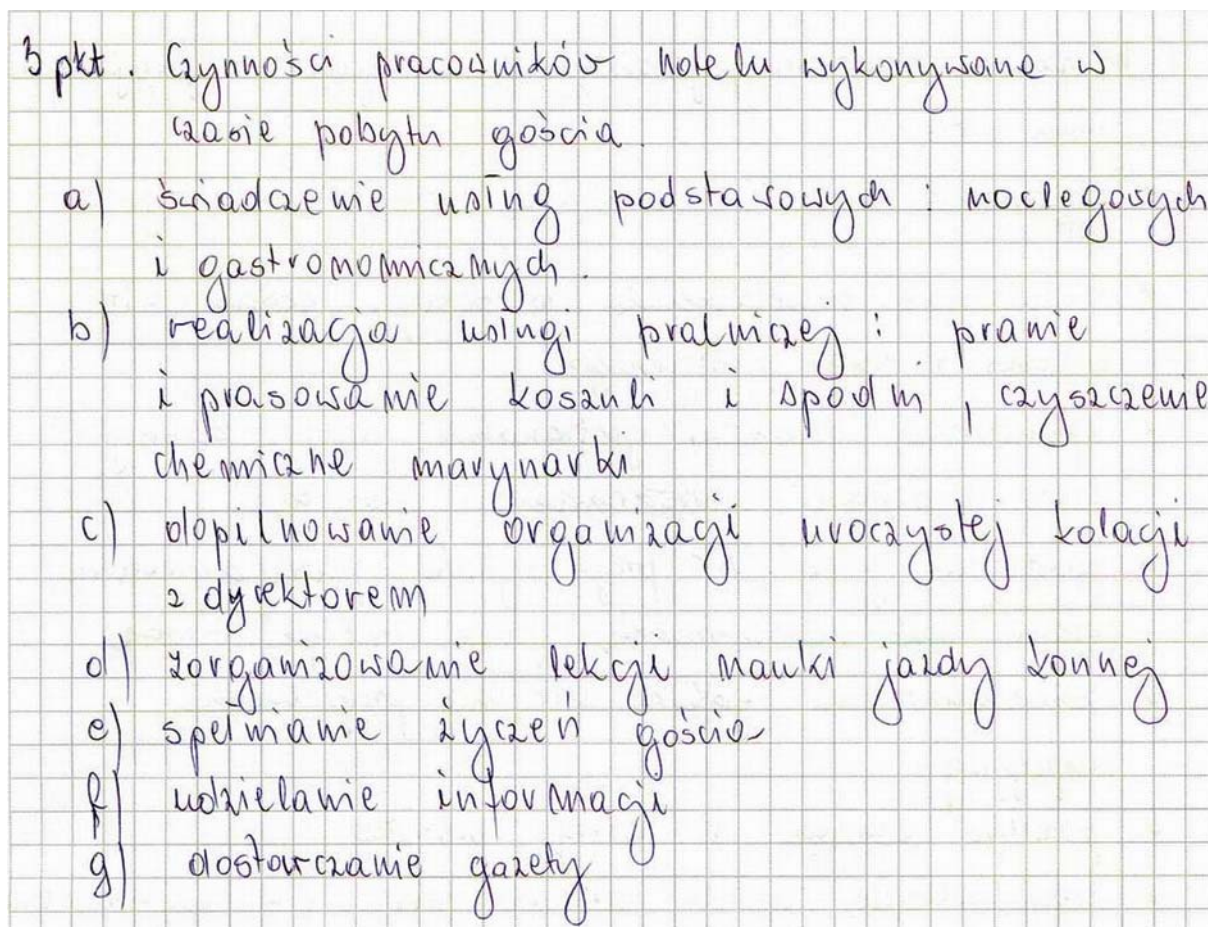 3 pkt. Czynności pracowników hotelu wykonywane w
czasie pobytu gościa.
a) świadczenie usług podstawowych : noclegowych
i gastronomicznych.
b) realizacja usługi pralniczej : pranie
i prasowanie koszuli i spodni, czyszczenie
chemiczne marynarki
c) dopilnowanie organizacji uroczystej kolacji
z dyrektorem
d) zorganizowanie lekcji nauki jazdy konnej
e) spełnianie życzeń gościa
f) udzielanie informacji
g) dostarczanie gazety